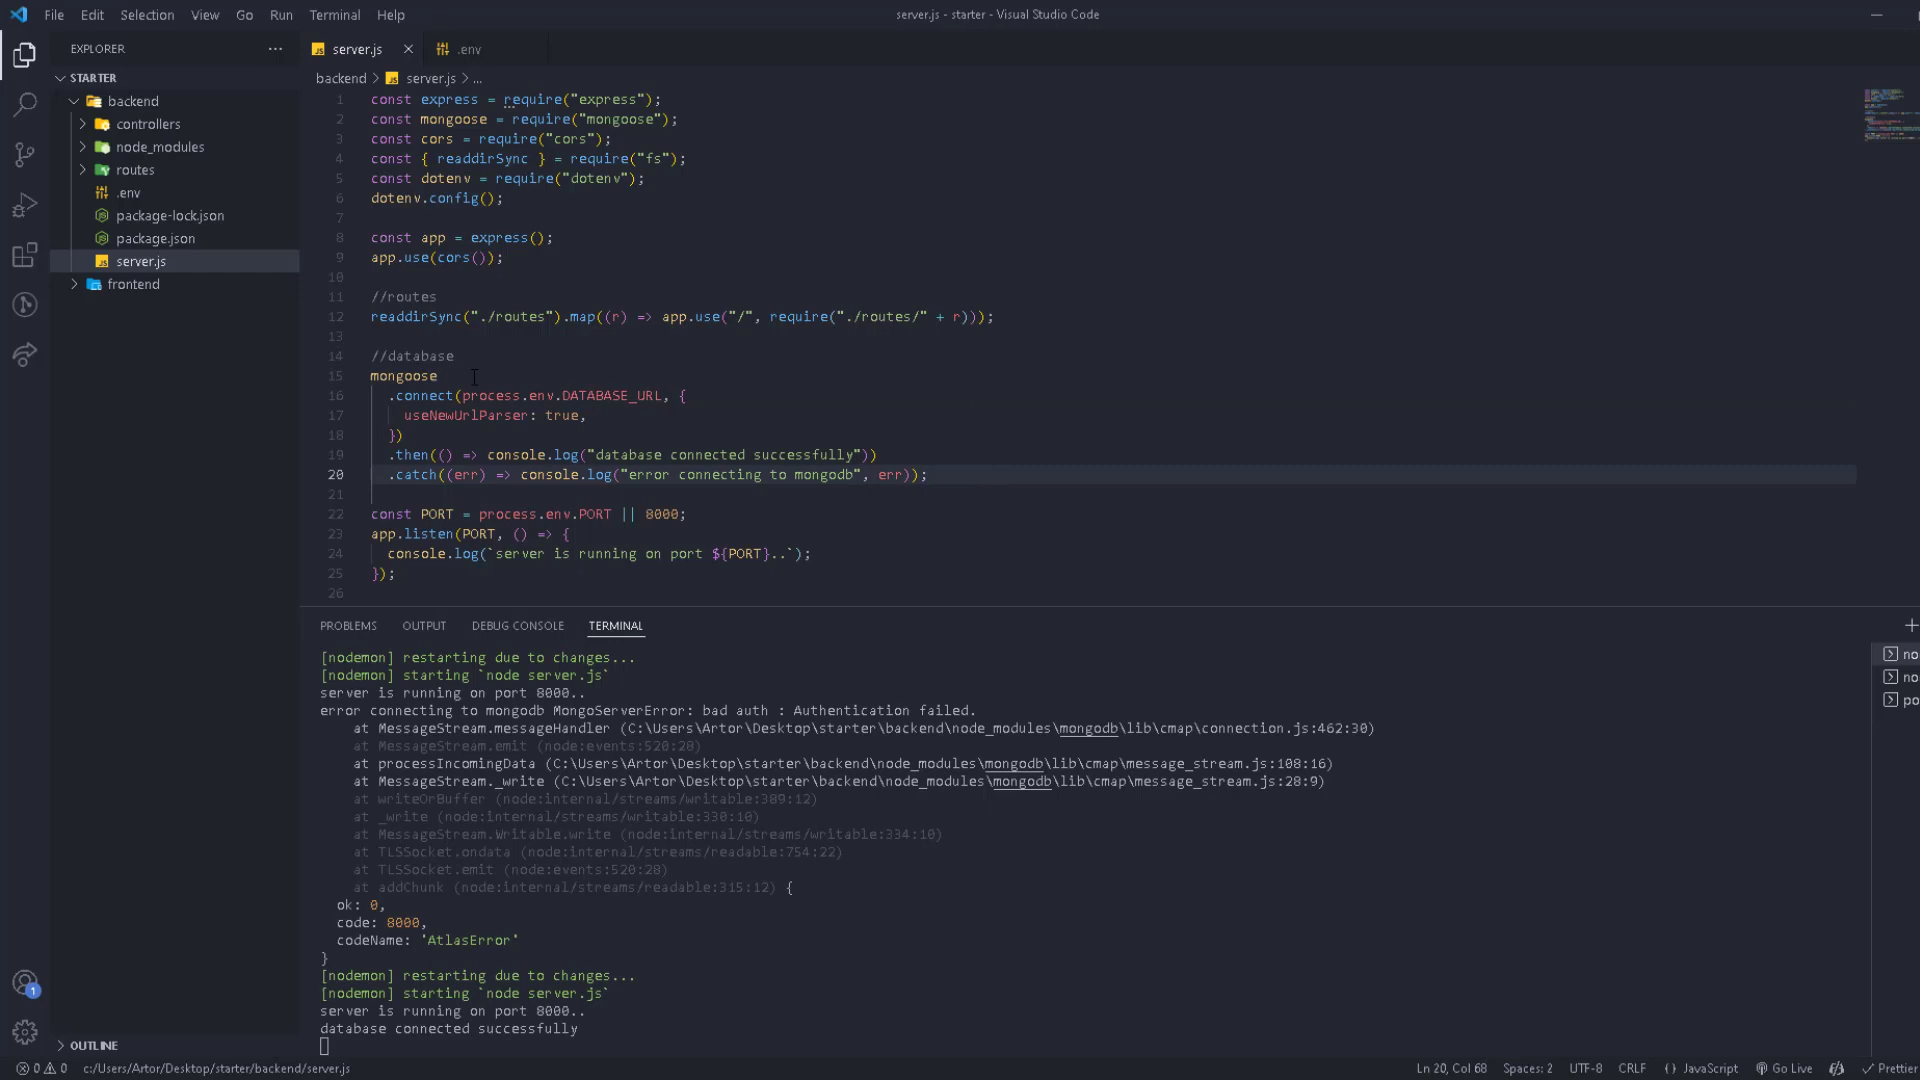 File Edit Selection View Go Run Terminal Help
server.js - starter - Visual Studio Code
EXPLORER
server.js
.env
STARTER
backend
controllers
node_modules
routes
.env
package-lock.json
package.json
server.js
frontend
backend > server.js > ...
1 const express = require("express");
2 const mongoose = require("mongoose");
3 const cors = require("cors");
4 const { readdirSync } = require("fs");
5 const dotenv = require("dotenv");
6 dotenv.config();
7
8 const app = express();
9 app.use(cors());
10
11 //routes
12 readdirSync("./routes").map((r) => app.use("/", require("./routes/" + r)));
13
14 //database
15 mongoose
16 .connect(process.env.DATABASE_URL, {
17 useNewUrlParser: true,
18 })
19 .then(() => console.log("database connected successfully"))
20 .catch((err) => console.log("error connecting to mongodb", err));
21
22 const PORT = process.env.PORT || 8000;
23 app.listen(PORT, () => {
24 console.log(`server is running on port ${PORT}..`);
25 });
26
PROBLEMS OUTPUT DEBUG CONSOLE TERMINAL
[nodemon] restarting due to changes...
[nodemon] starting `node server.js`
server is running on port 8000..
error connecting to mongodb MongoServerError: bad auth : Authentication failed.
at MessageStream.messageHandler (C:\Users\Artor\Desktop\starter\backend\node_modules\mongodb\lib\cmap\connection.js:462:30)
at MessageStream.emit (node:events:520:28)
at processIncomingData (C:\Users\Artor\Desktop\starter\backend\node_modules\mongodb\lib\cmap\message_stream.js:108:16)
at MessageStream._write (C:\Users\Artor\Desktop\starter\backend\node_modules\mongodb\lib\cmap\message_stream.js:28:9)
at writeOrBuffer (node:internal/streams/writable:389:12)
at _write (node:internal/streams/writable:330:10)
at MessageStream.Writable.write (node:internal/streams/writable:334:10)
at TLSSocket.ondata (node:internal/streams/readable:754:22)
at TLSSocket.emit (node:events:520:28)
at addChunk (node:internal/streams/readable:315:12) {
ok: 0,
code: 8000,
codeName: 'AtlasError'
}
[nodemon] restarting due to changes...
[nodemon] starting `node server.js`
server is running on port 8000..
database connected successfully
no
no
po
1
OUTLINE
0 0 c:/Users/Artor/Desktop/starter/backend/server.js
Ln 20, Col 68 Spaces: 2 UTF-8 CRLF {} JavaScript Go Live Prettier